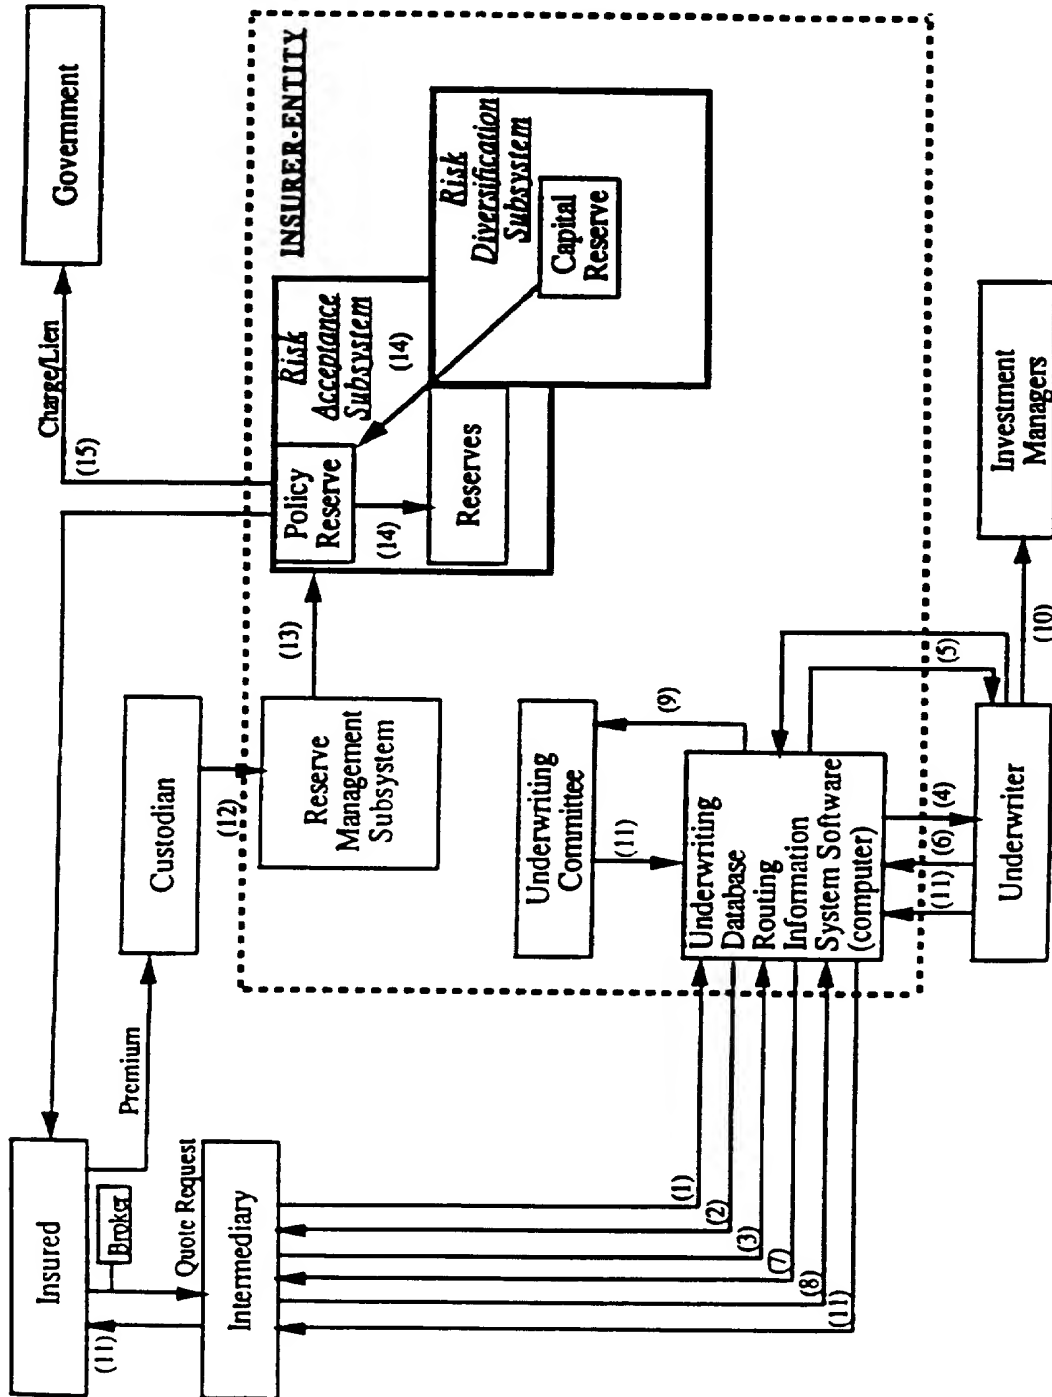 Insured
Broker
(11)
Quote Request
Intermediary
Premium
Custodian
(12)
Reserve
Management
Subsystem
(13)
Charge/Lien
(15)
Government
INSURER-ENTITY
Risk
Acceptance
Subsystem
(14)
Policy
Reserve
(14)
Reserves
Risk
Diversification
Subsystem
Capital
Reserve
Underwriting
Committee
(9)
(11)
Underwriting
Database
Routing
Information
System Software
(computer)
(1)
(2)
(3)
(7)
(8)
(11)
(4)
(6)
(11)
(5)
Underwriter
(10)
Investment
Managers